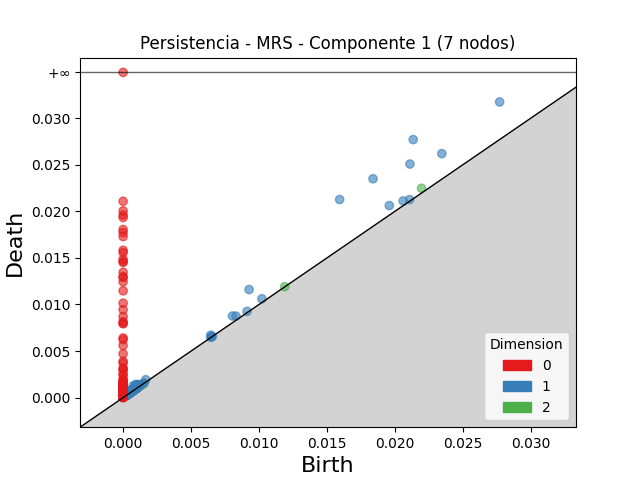 Persistencia - MRS - Componente 1 (7 nodos)
+∞
0.030
0.025
0.020
0.015
0.010
0.005
0.000
Death
Dimension
0
1
2
0.000 0.005 0.010 0.015 0.020 0.025 0.030
Birth